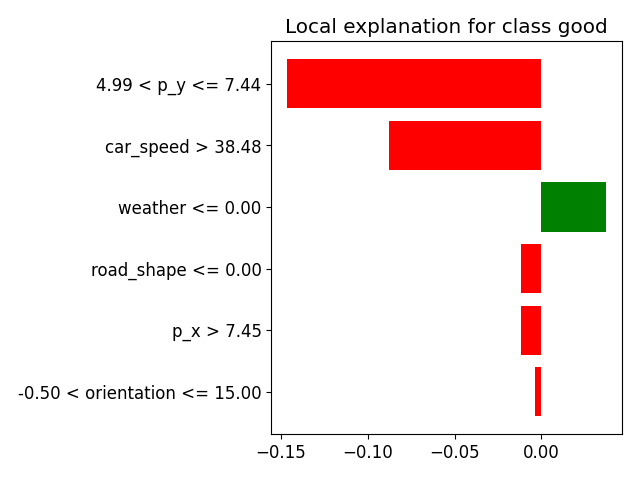 Local explanation for class good
4.99 < p_y <= 7.44
car_speed > 38.48
weather <= 0.00
road_shape <= 0.00
p_x > 7.45
-0.50 < orientation <= 15.00
−0.15 −0.10 −0.05 0.00